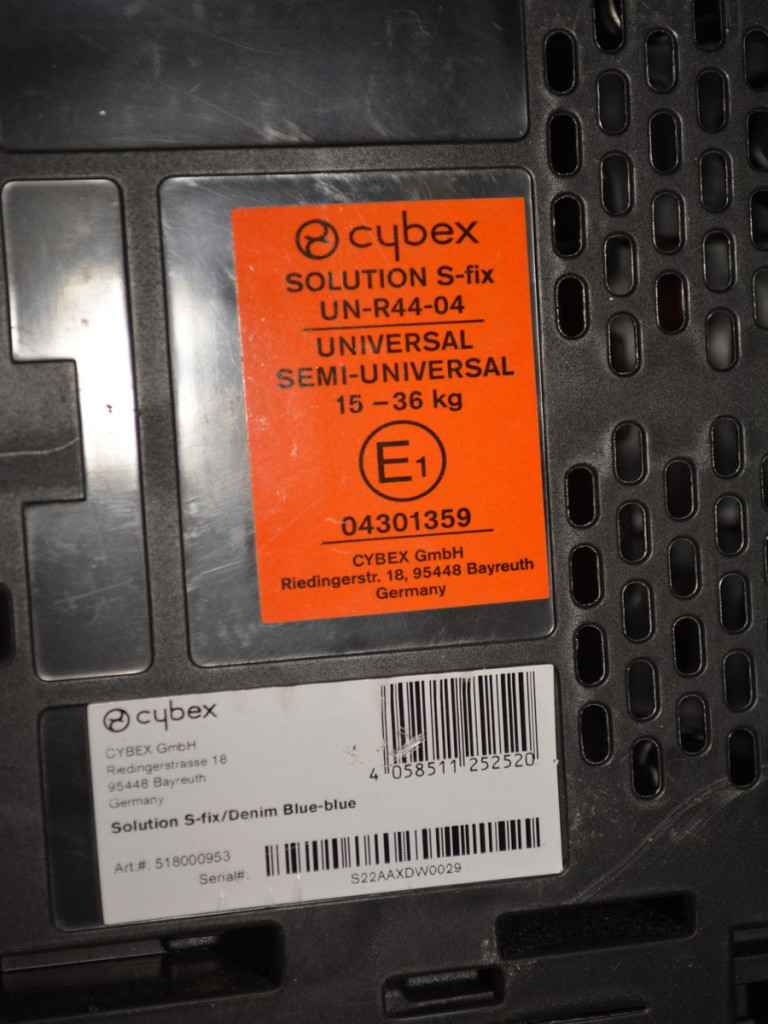 cybex
SOLUTION S-fix
UN-R44-04
UNIVERSAL
SEMI-UNIVERSAL
15 – 36 kg
E1
04301359
CYBEX GmbH
Riedingerstr. 18, 95448 Bayreuth
Germany
cybex
CYBEX GmbH
Riedingerstrasse 18
95448 Bayreuth
Germany
4 058511 252520
Solution S-fix/Denim Blue-blue
Art.#: 518000953
Serial#:
S22AAXDW0029